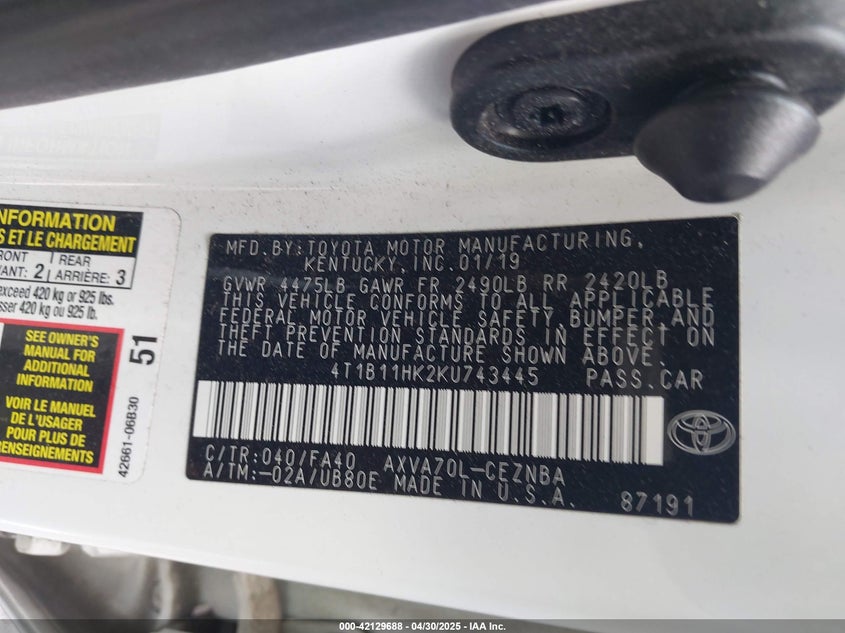 INFORMATION
S ET LE CHARGEMENT
FRONT
REAR
ANT: 2
ARRIÈRE: 3
exceed 420 kg or 925 lbs.
sser 420 kg ou 925 lb.
SEE OWNER'S
MANUAL FOR
ADDITIONAL
INFORMATION
VOIR LE MANUEL
DE L'USAGER
POUR PLUS DE
RENSEIGNEMENTS
51
42661-06B30
MFD.BY:TOYOTA MOTOR MANUFACTURING,
KENTUCKY, INC.01/19
GVWR 4475LB GAWR FR 2490LB RR 2420LB
THIS VEHICLE CONFORMS TO ALL APPLICABLE
FEDERAL MOTOR VEHICLE SAFETY, BUMPER, AND
THEFT PREVENTION STANDARDS IN EFFECT ON
THE DATE OF MANUFACTURE SHOWN ABOVE.
4T1B11HK2KU743445 PASS.CAR
C/TR:040/FA40 AXVA70L-CEZNBA
A/TM:-02A/UB80E MADE IN U.S.A.
87191
000-42129688 - 04/30/2025 - IAA Inc.